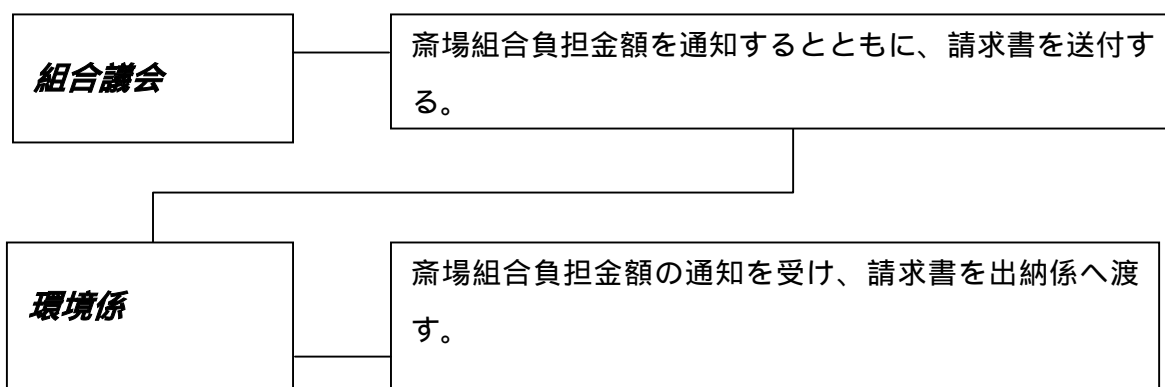 組合議会
斎場組合負担金額を通知するとともに、請求書を送付す
る。
環境係
斎場組合負担金額の通知を受け、請求書を出納係へ渡
す。